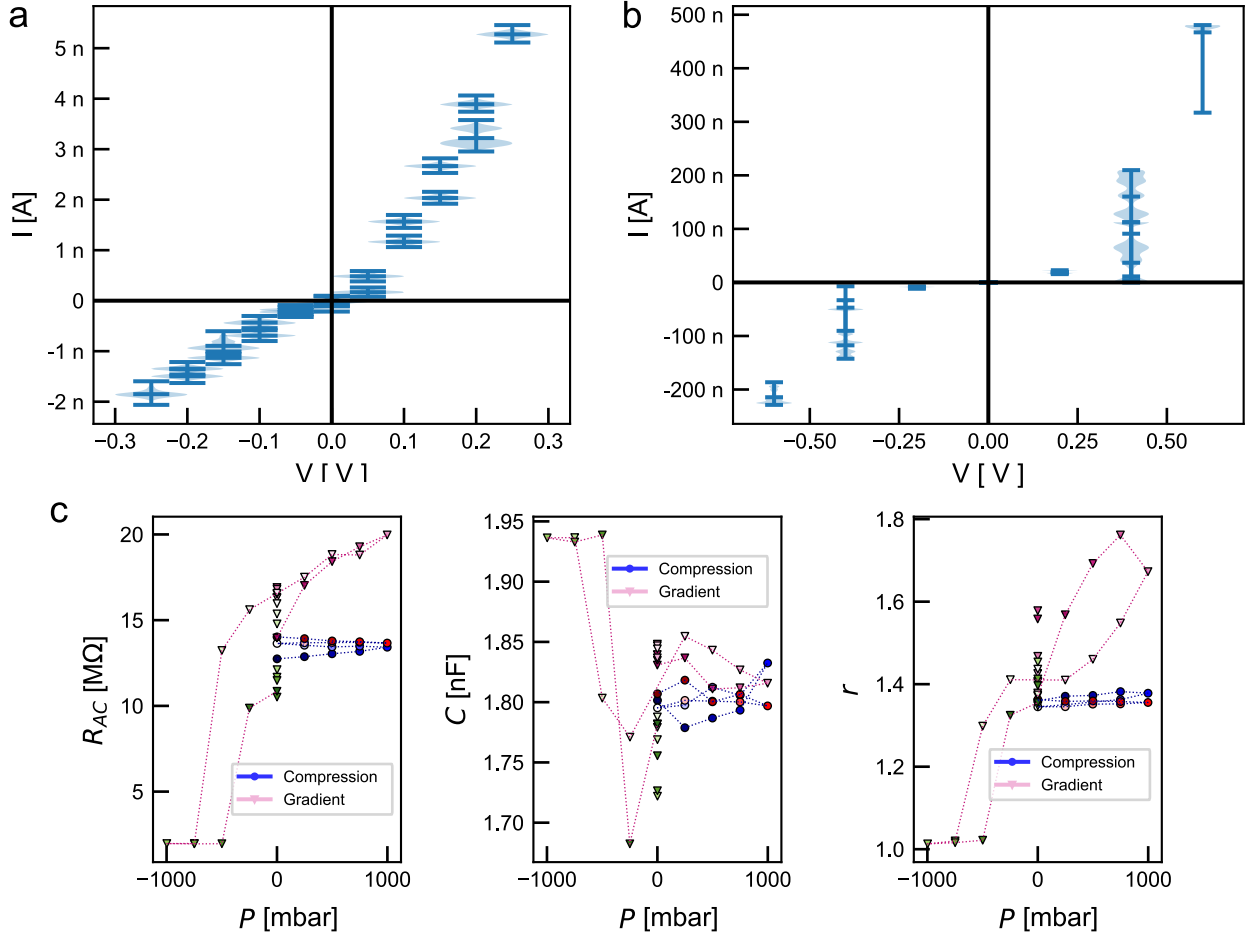 a
5 n
4 n
3 n
2 n
1 n
0
-1 n
-2 n
I [A]
−0.3
−0.2
−0.1
0.0
0.1
0.2
0.3
V [ V ]
b
500 n
400 n
500 n
200 n
100 n
0
-100 n
-200 n
I [A]
−0.50
−0.25
0.00
0.25
0.50
V [ V ]
c
20
15
10
5
R_AC [MΩ]
Compression
Gradient
−1000
0
1000
P [mbar]
1.95
1.90
1.85
1.80
1.75
1.70
C [nF]
Compression
Gradient
−1000
0
1000
P [mbar]
1.8
1.6
1.4
1.2
1.0
r
Compression
Gradient
−1000
0
1000
P [mbar]